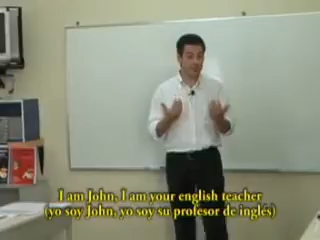 I am John, I am your english teacher
(yo soy John, yo soy su profesor de inglés)